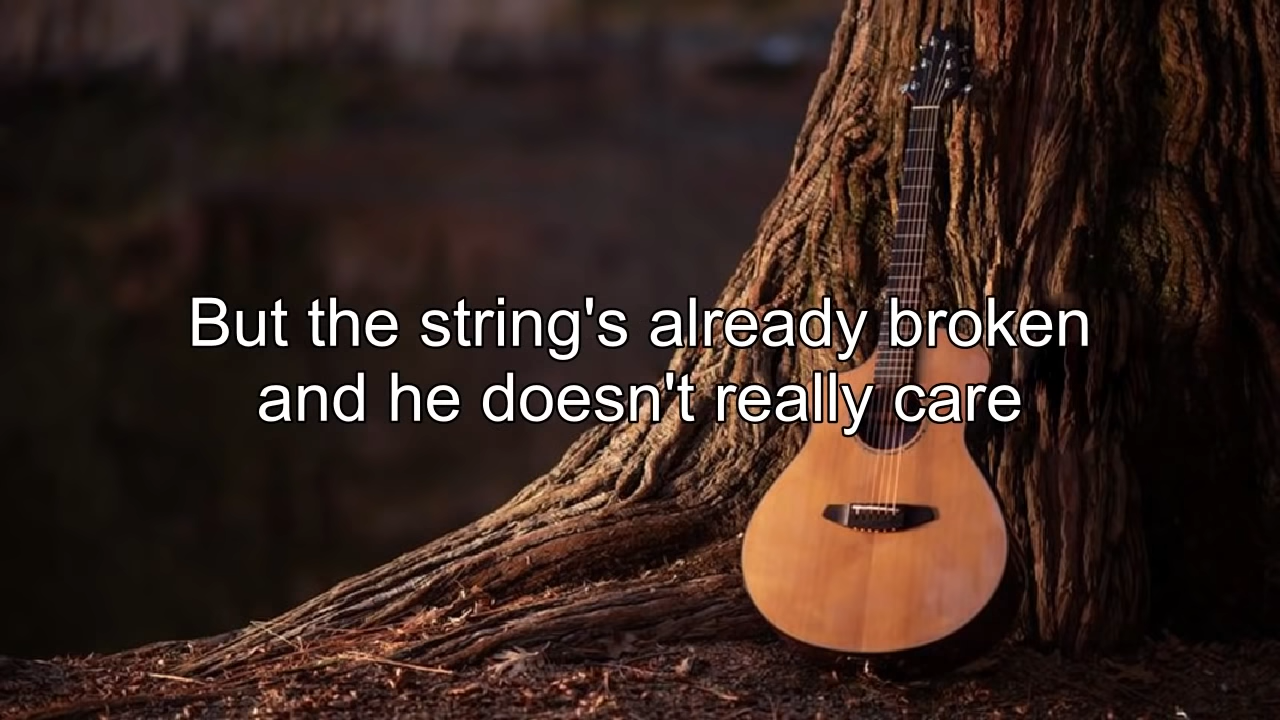 But the string's already broken
and he doesn't really care